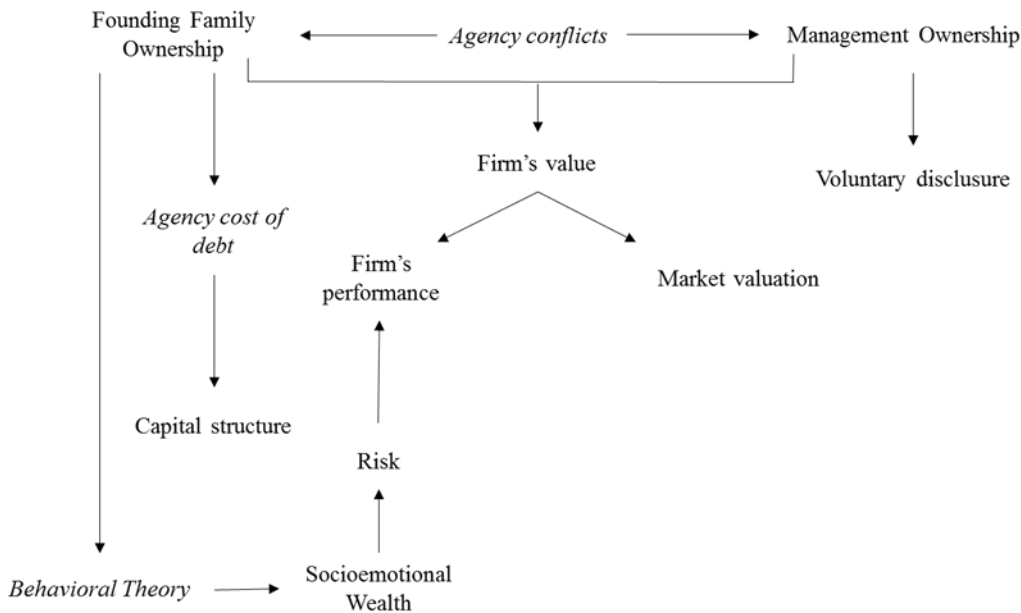 Founding Family
Ownership
Agency conflicts
Management Ownership
Firm's value
Voluntary disclusure
Agency cost of
debt
Firm's
performance
Market valuation
Capital structure
Risk
Behavioral Theory
Socioemotional
Wealth